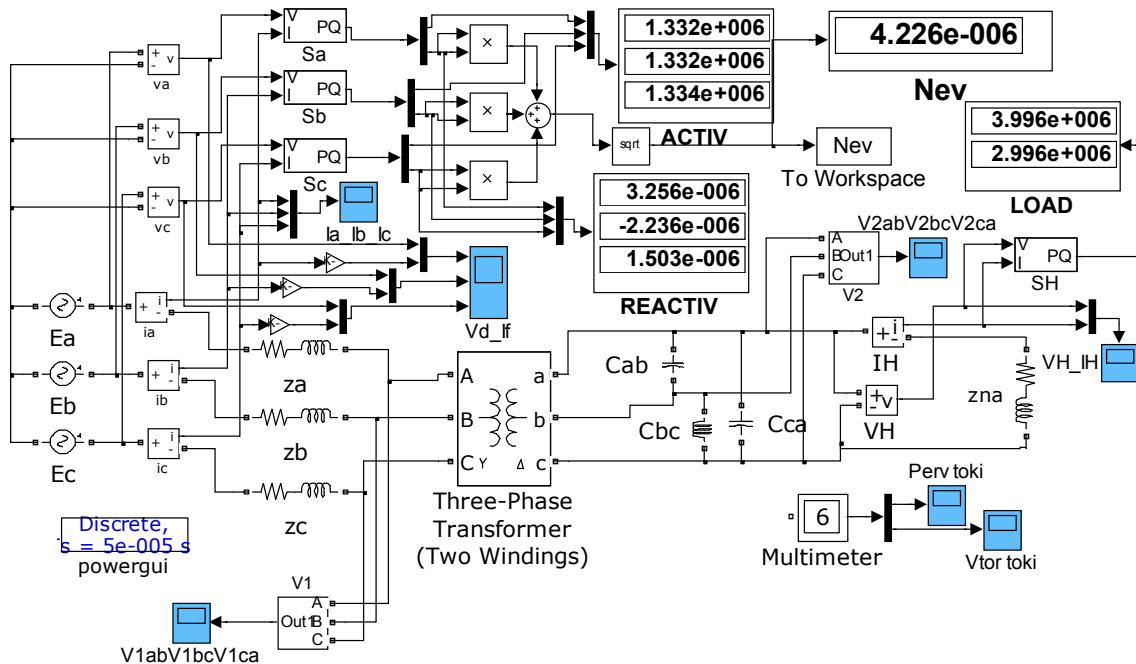 V
I
PQ
Sa
V
I
PQ
Sb
V
I
PQ
Sc
+
-
v
va
+
-
v
vb
+
-
v
vc
×
×
×
+
+
+
sqrt
1.332e+006
1.332e+006
1.334e+006
ACTIV
4.226e-006
Nev
Nev
To Workspace
3.996e+006
2.996e+006
LOAD
3.256e-006
-2.236e-006
1.503e-006
REACTIV
Ia_Ib_Ic
K-
K-
K-
Vd_If
V2abV2bcV2ca
A
B
C
Out1
V2
V
I
PQ
SH
Ea
Eb
Ec
+
i
-
ia
+
i
-
ib
+
i
-
ic
za
zb
zc
A
B
C
a
b
c
Y
Δ
Three-Phase
Transformer
(Two Windings)
Cab
Cbc
Cca
+
i
-
IH
+
v
-
VH
zna
VH_IH
Discrete,
s = 5e-005 s
powergui
V1
Out1
A
B
C
V1abV1bcV1ca
6
Multimeter
Perv toki
Vtor toki